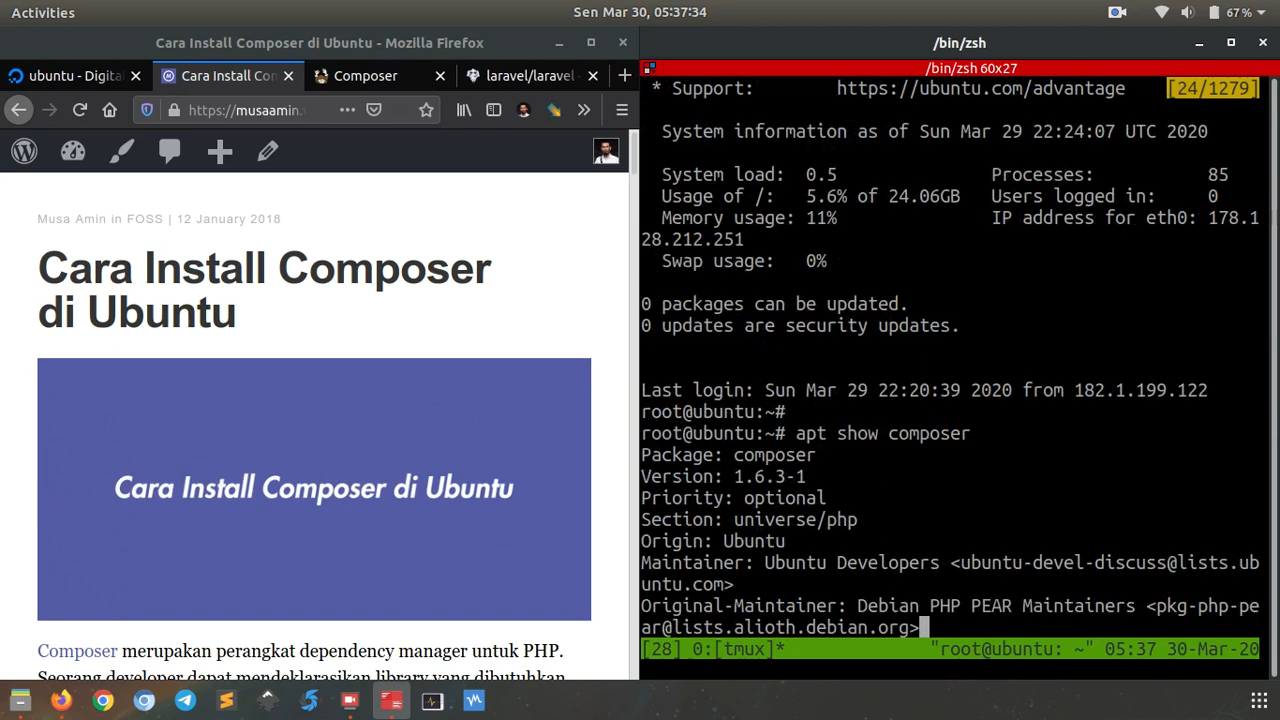 Activities
Sen Mar 30, 05:37:34
67%
Cara Install Composer di Ubuntu - Mozilla Firefox
ubuntu - Digita
Cara Install Con
Composer
laravel/laravel -
https://musaamin.
Musa Amin in FOSS | 12 January 2018
Cara Install Composer
di Ubuntu
Cara Install Composer di Ubuntu
Composer merupakan perangkat dependency manager untuk PHP.
Seorang developer dapat mendeklarasikan library yang dibutuhkan
/bin/zsh
/bin/zsh 60x27
* Support: https://ubuntu.com/advantage [24/1279]
System information as of Sun Mar 29 22:24:07 UTC 2020
System load: 0.5 Processes: 85
Usage of /: 5.6% of 24.06GB Users logged in: 0
Memory usage: 11% IP address for eth0: 178.1
28.212.251
Swap usage: 0%
0 packages can be updated.
0 updates are security updates.
Last login: Sun Mar 29 22:20:39 2020 from 182.1.199.122
root@ubuntu:~#
root@ubuntu:~# apt show composer
Package: composer
Version: 1.6.3-1
Priority: optional
Section: universe/php
Origin: Ubuntu
Maintainer: Ubuntu Developers <ubuntu-devel-discuss@lists.ub
untu.com>
Original-Maintainer: Debian PHP PEAR Maintainers <pkg-php-pe
ar@lists.alioth.debian.org>
[28] 0:[tmux]* "root@ubuntu: ~" 05:37 30-Mar-20